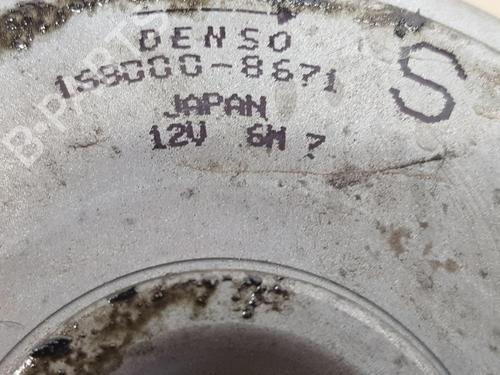 DENSO
S
158000-8671
JAPAN
12V 6M 7
B-PARTS